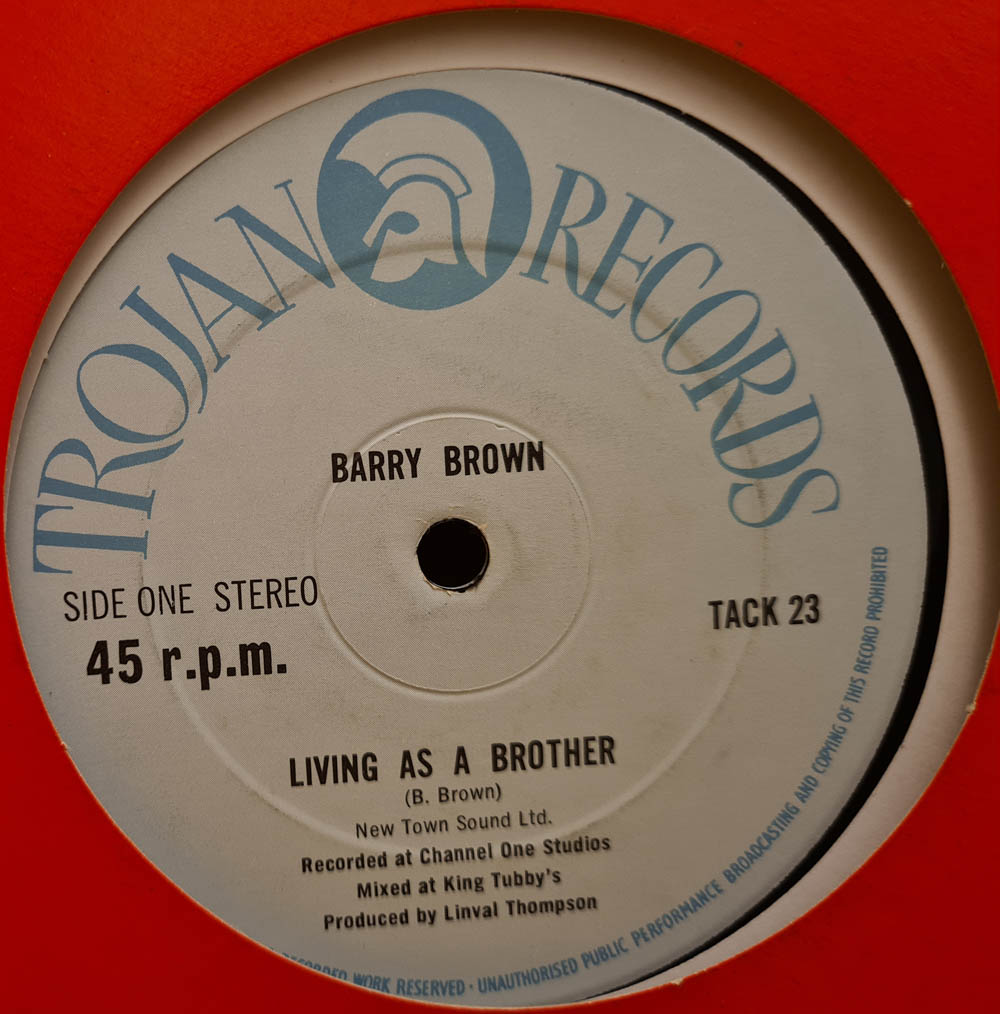 TROJAN RECORDS
BARRY BROWN
SIDE ONE STEREO
45 r.p.m.
TACK 23
LIVING AS A BROTHER
(B. Brown)
New Town Sound Ltd.
Recorded at Channel One Studios
Mixed at King Tubby's
Produced by Linval Thompson
WORK RESERVED · UNAUTHORISED PUBLIC PERFORMANCE BROADCASTING AND COPYING OF THIS RECORD PROHIBITED